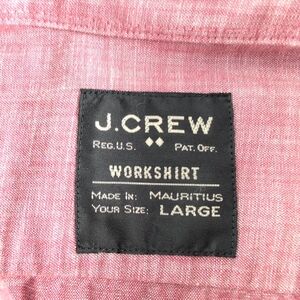 J.CREW
REG. U.S. PAT. OFF.
WORKSHIRT
MADE IN: MAURITIUS
YOUR SIZE: LARGE